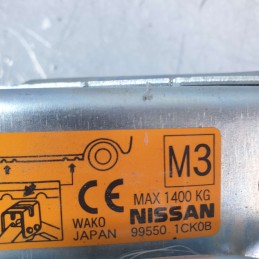 M3
CE
MAX 1400 KG
WAKO NISSAN
JAPAN 99550 1CK0B